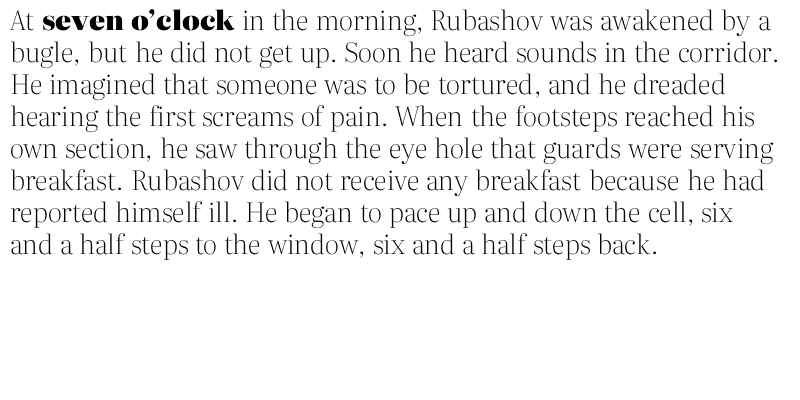 At seven o’clock in the morning, Rubashov was awakened by a
bugle, but he did not get up. Soon he heard sounds in the corridor.
He imagined that someone was to be tortured, and he dreaded
hearing the first screams of pain. When the footsteps reached his
own section, he saw through the eye hole that guards were serving
breakfast. Rubashov did not receive any breakfast because he had
reported himself ill. He began to pace up and down the cell, six
and a half steps to the window, six and a half steps back.